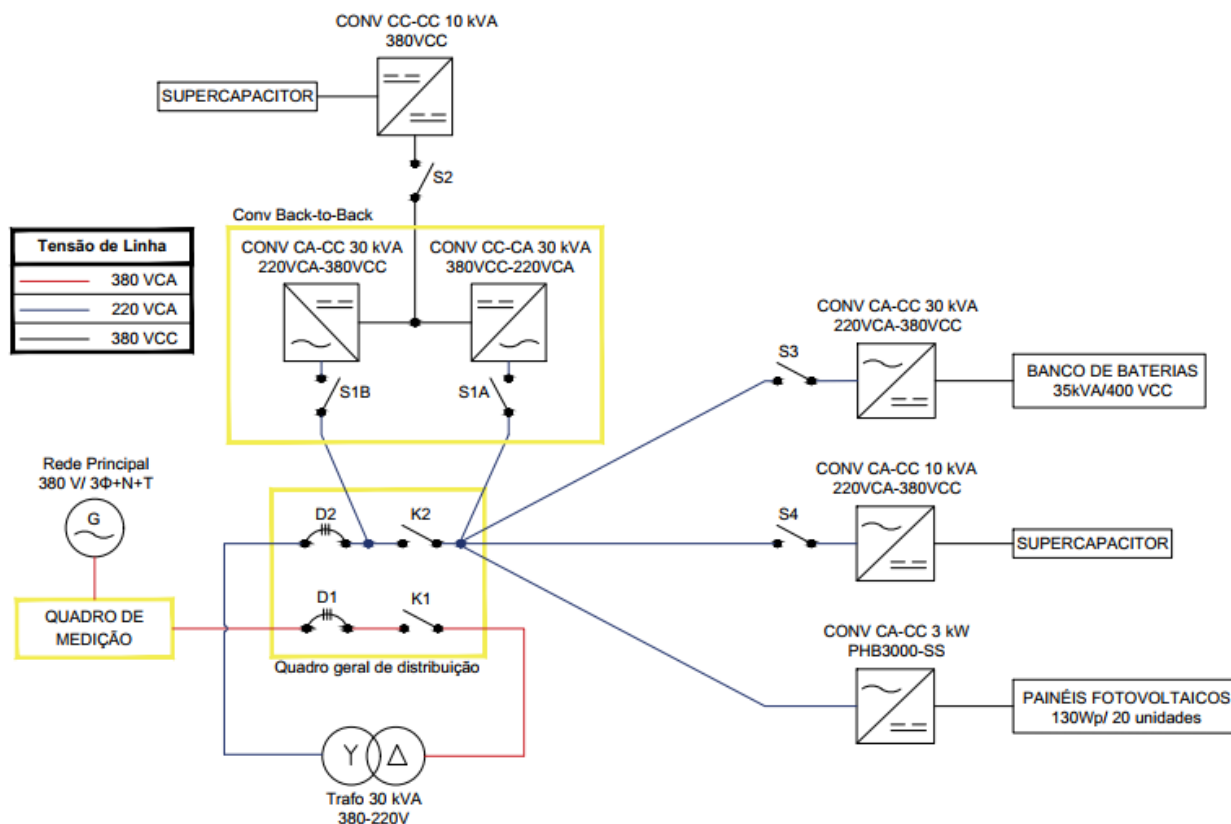 CONV CC-CC 10 kVA
380VCC
SUPERCAPACITOR
S2
Conv Back-to-Back
CONV CA-CC 30 kVA
220VCA-380VCC
CONV CC-CA 30 kVA
380VCC-220VCA
Tensão de Linha
380 VCA
220 VCA
380 VCC
S1B
S1A
CONV CA-CC 30 kVA
220VCA-380VCC
S3
BANCO DE BATERIAS
35kVA/400 VCC
Rede Principal
380 V/ 3Φ+N+T
G
CONV CA-CC 10 kVA
220VCA-380VCC
D2
K2
S4
SUPERCAPACITOR
QUADRO DE
MEDIÇÃO
D1
K1
Quadro geral de distribuição
CONV CA-CC 3 kW
PHB3000-SS
PAINÉIS FOTOVOLTAICOS
130Wp/ 20 unidades
Y
Δ
Trafo 30 kVA
380-220V